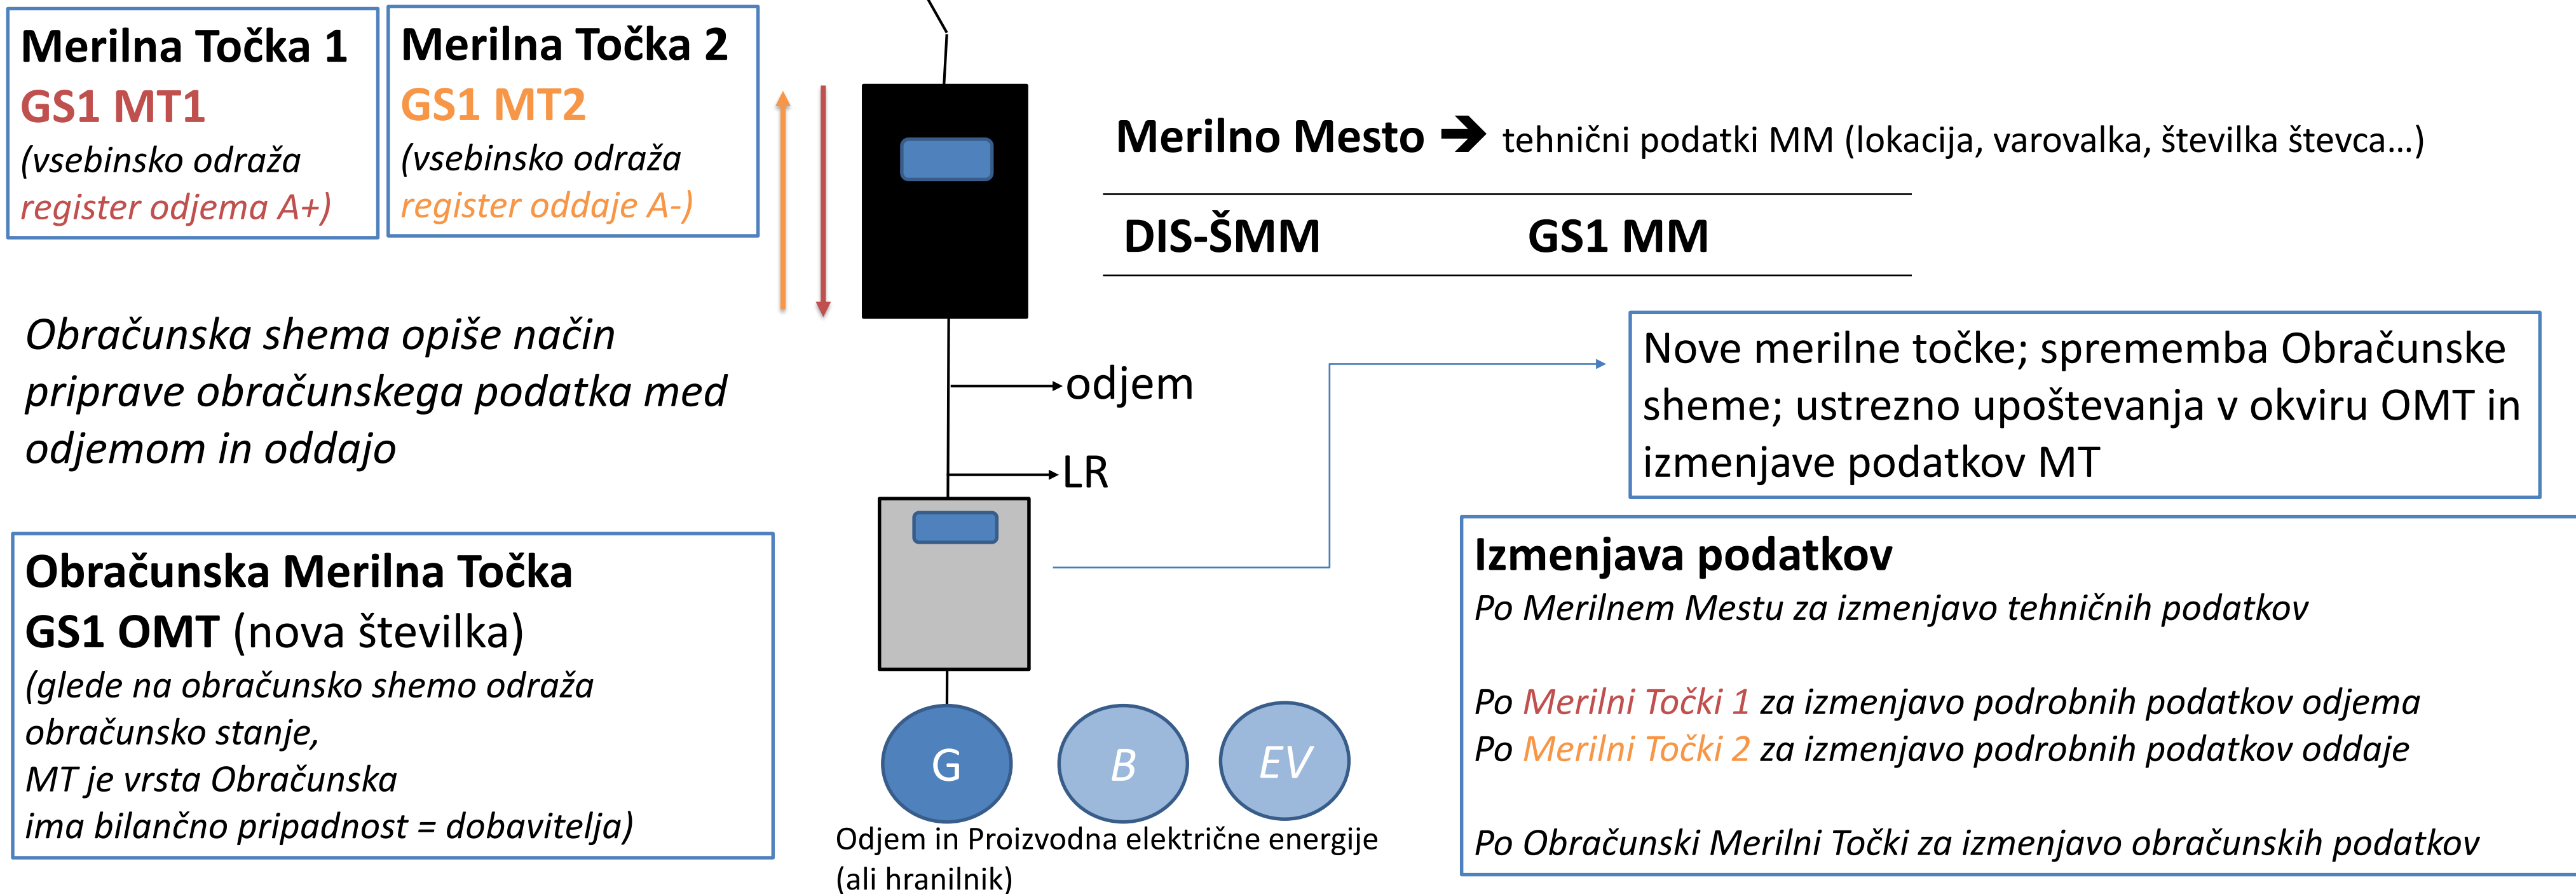 Merilna Točka 1
GS1 MT1
(vsebinsko odraža
register odjema A+)
Merilna Točka 2
GS1 MT2
(vsebinsko odraža
register oddaje A-)
Merilno Mesto ➔ tehnični podatki MM (lokacija, varovalka, številka števca…)
DIS-ŠMM GS1 MM
Obračunska shema opiše način
priprave obračunskega podatka med
odjemom in oddajo
odjem
LR
Nove merilne točke; sprememba Obračunske
sheme; ustrezno upoštevanja v okviru OMT in
izmenjave podatkov MT
Obračunska Merilna Točka
GS1 OMT (nova številka)
(glede na obračunsko shemo odraža
obračunsko stanje,
MT je vrsta Obračunska
ima bilančno pripadnost = dobavitelja)
G
B
EV
Odjem in Proizvodna električne energije
(ali hranilnik)
Izmenjava podatkov
Po Merilnem Mestu za izmenjavo tehničnih podatkov
Po Merilni Točki 1 za izmenjavo podrobnih podatkov odjema
Po Merilni Točki 2 za izmenjavo podrobnih podatkov oddaje
Po Obračunski Merilni Točki za izmenjavo obračunskih podatkov